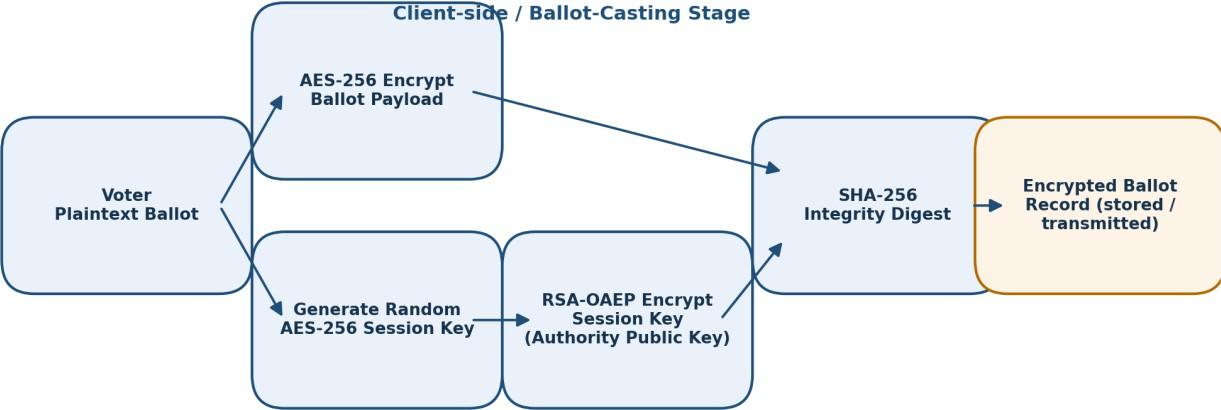 Client-side / Ballot-Casting Stage
AES-256 Encrypt
Ballot Payload
Voter
Plaintext Ballot
Generate Random
AES-256 Session Key
RSA-OAEP Encrypt
Session Key
(Authority Public Key)
SHA-256
Integrity Digest
Encrypted Ballot
Record (stored /
transmitted)